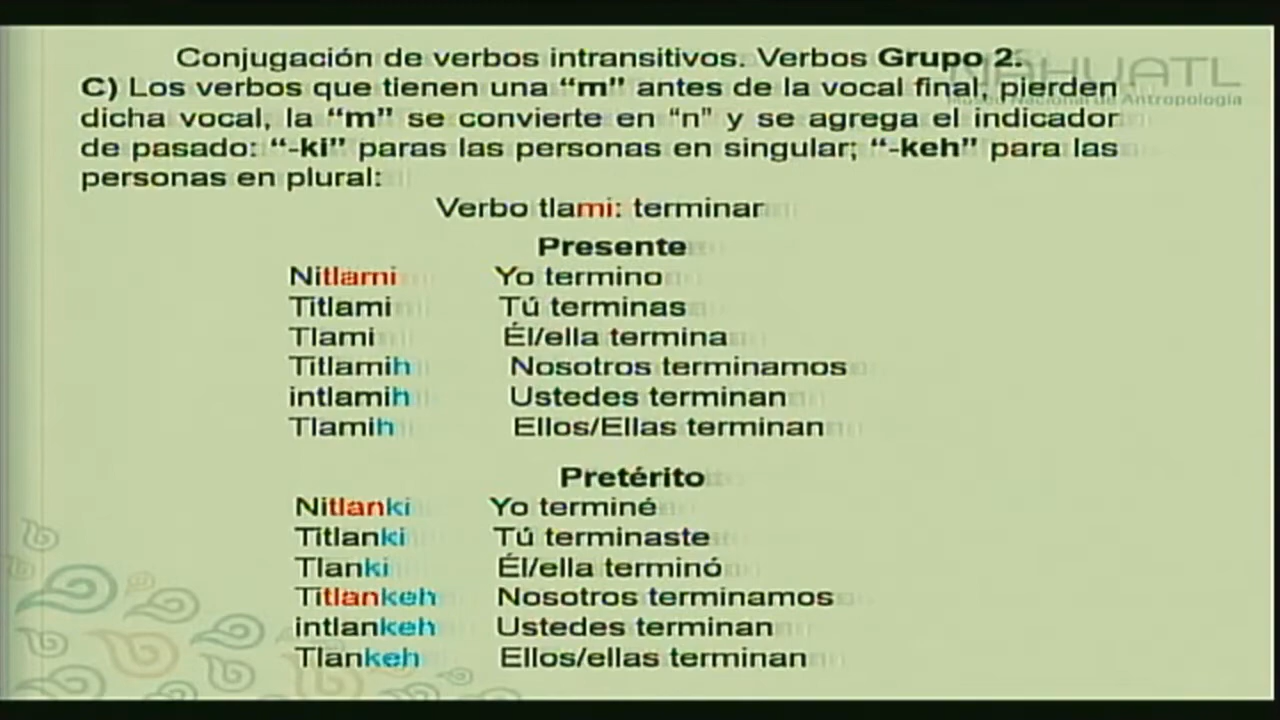 Conjugación de verbos intransitivos. Verbos Grupo 2.
NAHUATL
Museo Nacional de Antropología
C) Los verbos que tienen una “m” antes de la vocal final, pierden
dicha vocal, la “m” se convierte en “n” y se agrega el indicador
de pasado: “-ki” paras las personas en singular; “-keh” para las
personas en plural:
Verbo tlami: terminar
Presente
Nitlami Yo termino
Titlami Tú terminas
Tlami Él/ella termina
Titlamih Nosotros terminamos
intlamih Ustedes terminan
Tlamih Ellos/Ellas terminan
Pretérito
Nitlanki Yo terminé
Titlanki Tú terminaste
Tlanki Él/ella terminó
Titlankeh Nosotros terminamos
intlankeh Ustedes terminan
Tlankeh Ellos/ellas terminan